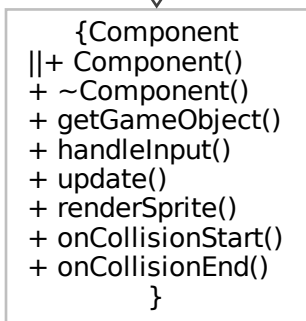 {Component
||+ Component()
+ ~Component()
+ getGameObject()
+ handleInput()
+ update()
+ renderSprite()
+ onCollisionStart()
+ onCollisionEnd()
}